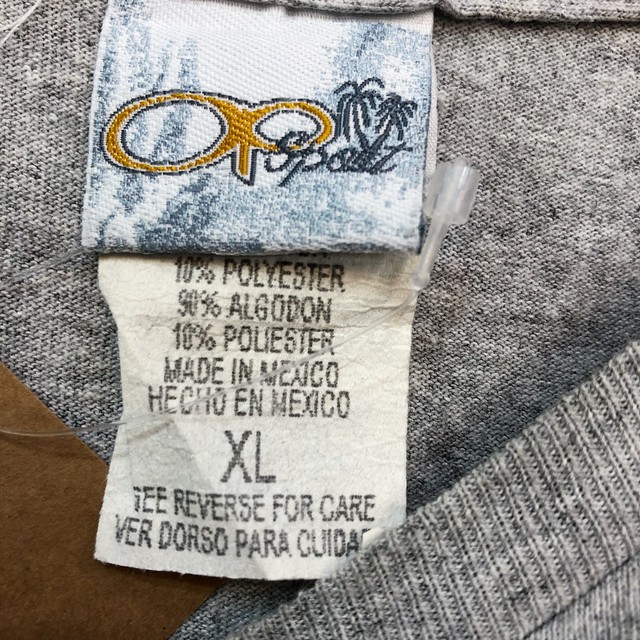 OP
Sport
10% POLYESTER
90% ALGODON
10% POLIESTER
MADE IN MEXICO
HECHO EN MEXICO
XL
SEE REVERSE FOR CARE
VER DORSO PARA CUIDA